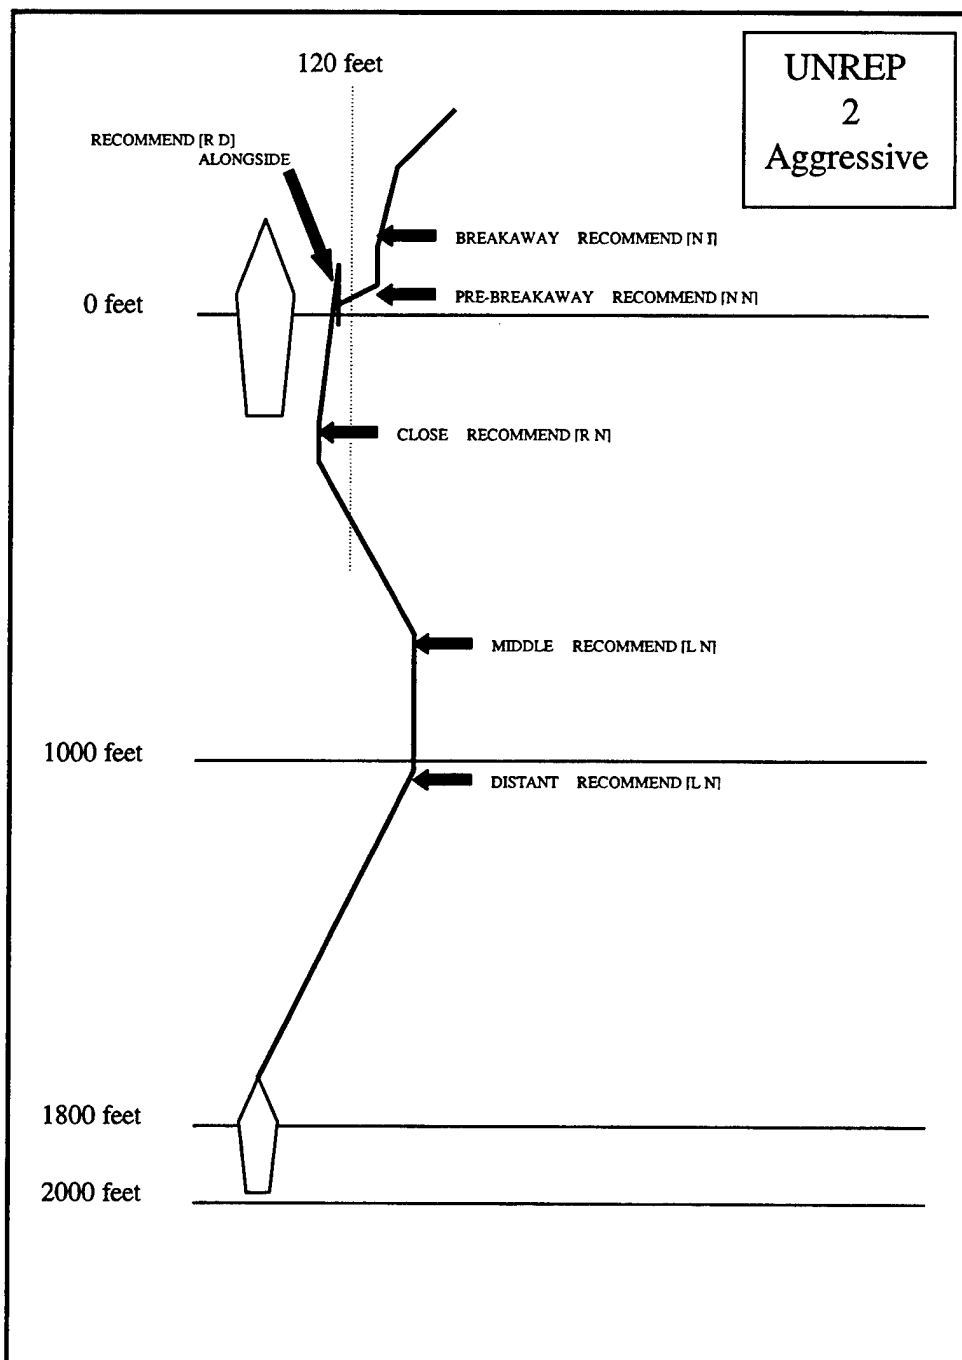 120 feet
UNREP
2
Aggressive
RECOMMEND [R D]
ALONGSIDE
BREAKAWAY RECOMMEND [N I]
PRE-BREAKAWAY RECOMMEND [N N]
0 feet
CLOSE RECOMMEND [R N]
MIDDLE RECOMMEND [L N]
1000 feet
DISTANT RECOMMEND [L N]
1800 feet
2000 feet